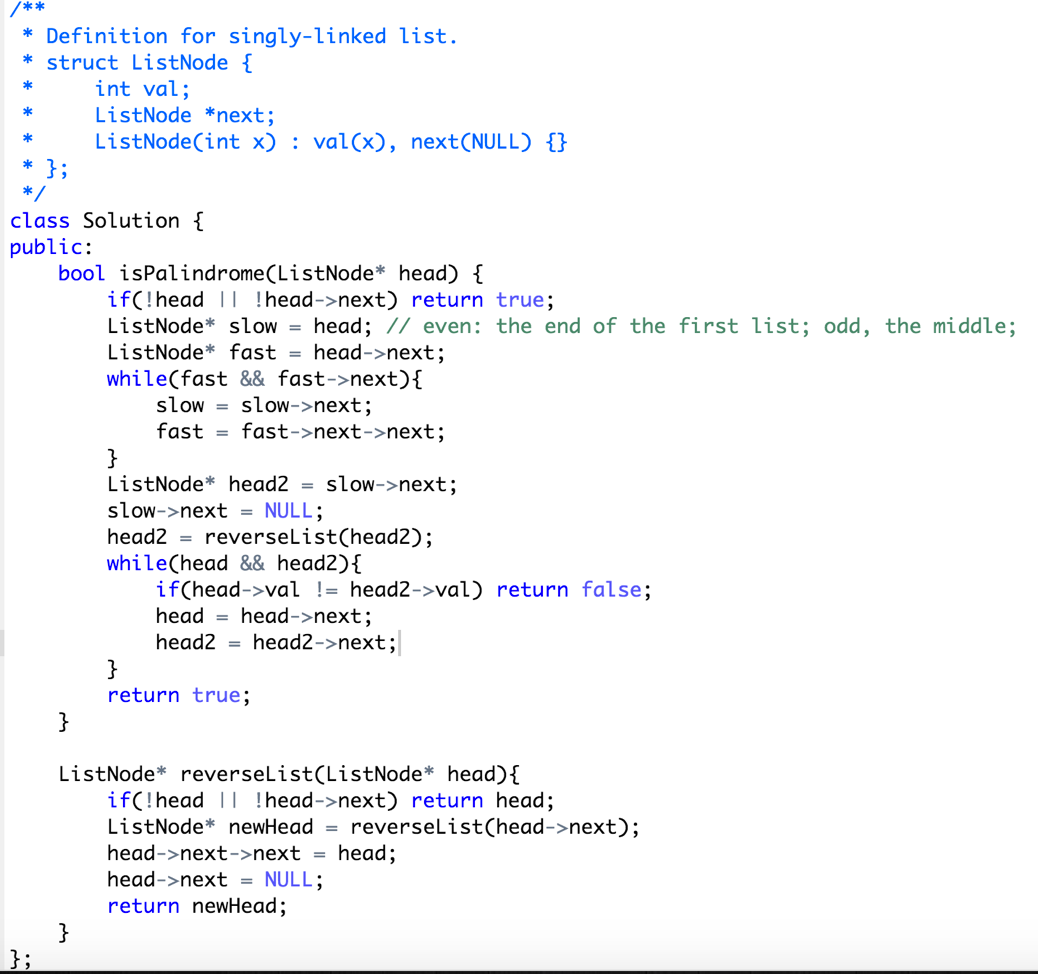 /**
 * Definition for singly-linked list.
 * struct ListNode {
 *     int val;
 *     ListNode *next;
 *     ListNode(int x) : val(x), next(NULL) {}
 * };
 */
class Solution {
public:
    bool isPalindrome(ListNode* head) {
        if(!head || !head->next) return true;
        ListNode* slow = head; // even: the end of the first list; odd, the middle;
        ListNode* fast = head->next;
        while(fast && fast->next){
            slow = slow->next;
            fast = fast->next->next;
        }
        ListNode* head2 = slow->next;
        slow->next = NULL;
        head2 = reverseList(head2);
        while(head && head2){
            if(head->val != head2->val) return false;
            head = head->next;
            head2 = head2->next;
        }
        return true;
    }

    ListNode* reverseList(ListNode* head){
        if(!head || !head->next) return head;
        ListNode* newHead = reverseList(head->next);
        head->next->next = head;
        head->next = NULL;
        return newHead;
    }
};